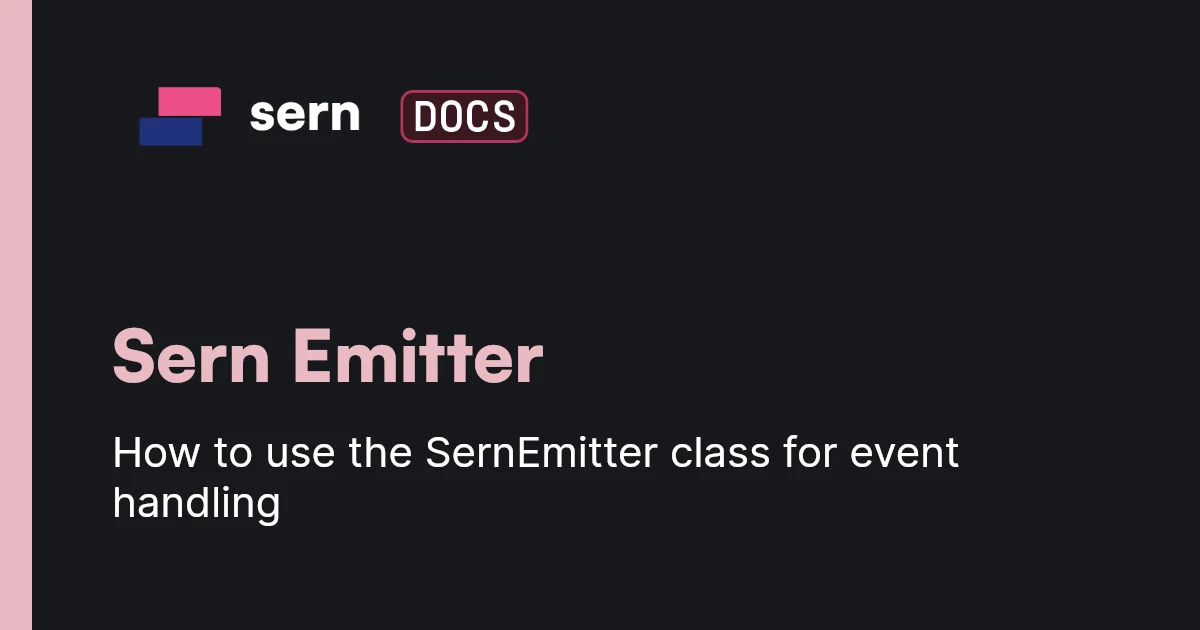 sern DOCS
Sern Emitter
How to use the SernEmitter class for event
handling